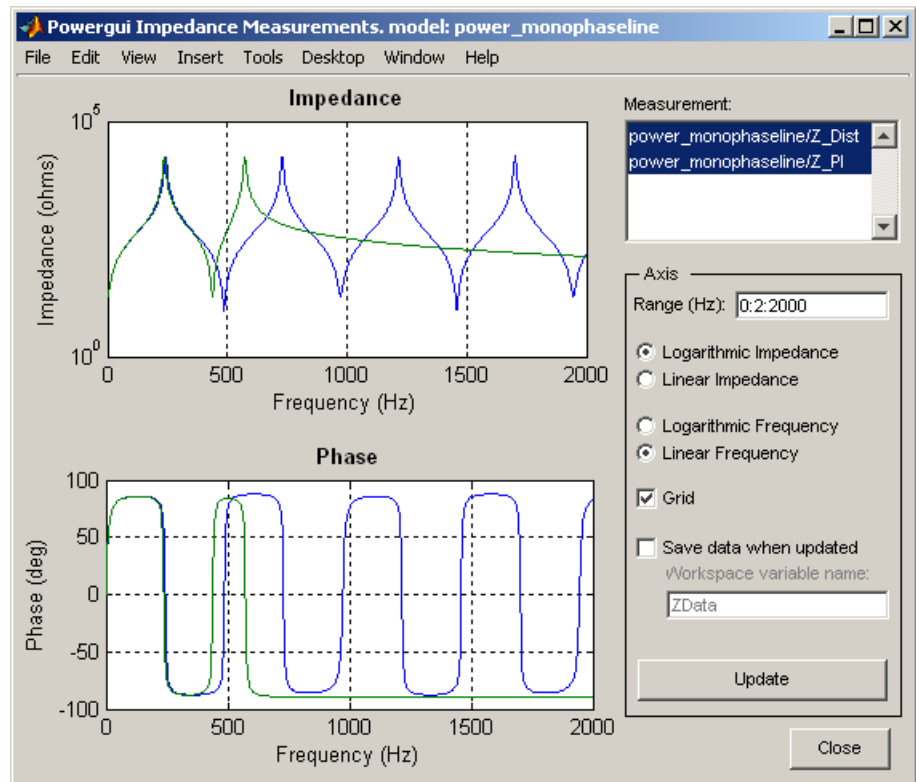 Powergui Impedance Measurements. model: power_monophaseline
File Edit View Insert Tools Desktop Window Help
Impedance
10^5
10^0
Impedance (ohms)
0 500 1000 1500 2000
Frequency (Hz)
Phase
100
50
0
-50
-100
Phase (deg)
0 500 1000 1500 2000
Frequency (Hz)
Measurement:
power_monophaseline/Z_Dist
power_monophaseline/Z_PI
Axis
Range (Hz): 0:2:2000
Logarithmic Impedance
Linear Impedance
Logarithmic Frequency
Linear Frequency
Grid
Save data when updated
Workspace variable name:
ZData
Update
Close